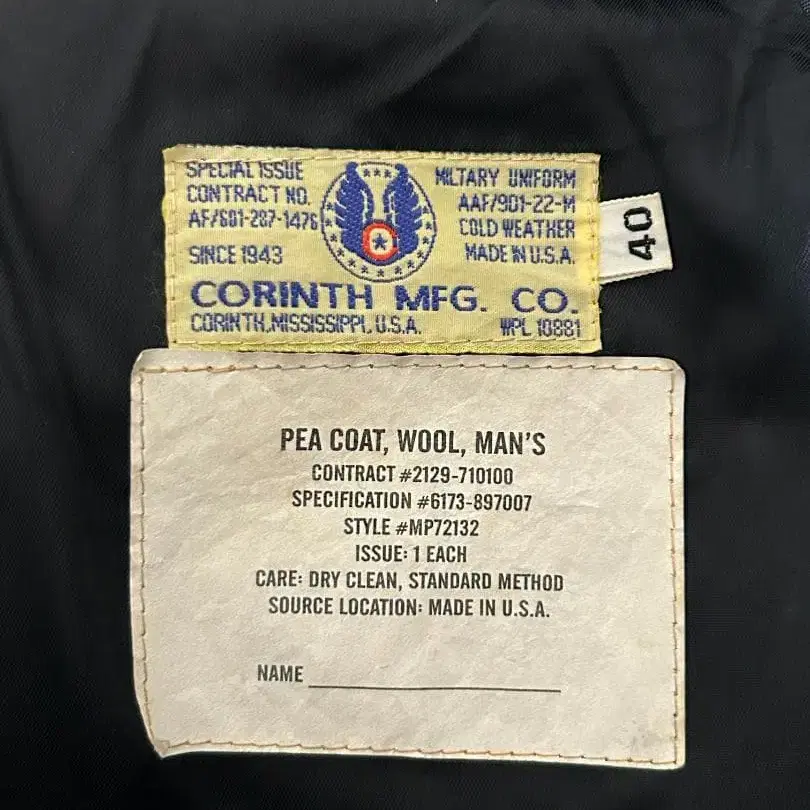 SPECIAL ISSUE
CONTRACT NO.
AF/601-287-1476
SINCE 1943
MILTARY UNIFORM
AAF/901-22-M
COLD WEATHER
MADE IN U.S.A.
C
CORINTH MFG. CO.
CORINTH,MISSISSIPPI, U.S.A.
WPL 10881
40
PEA COAT, WOOL, MAN'S
CONTRACT #2129-710100
SPECIFICATION #6173-897007
STYLE #MP72132
ISSUE: 1 EACH
CARE: DRY CLEAN, STANDARD METHOD
SOURCE LOCATION: MADE IN U.S.A.
NAME